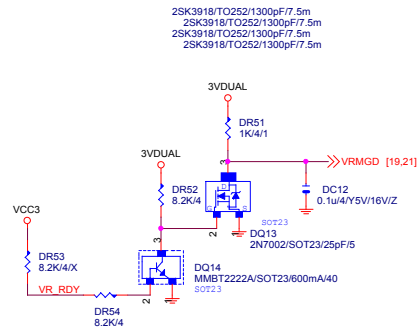 2SK3918/TO252/1300pF/7.5m
2SK3918/TO252/1300pF/7.5m
2SK3918/TO252/1300pF/7.5m
2SK3918/TO252/1300pF/7.5m
3VDUAL
DR51
1K/4/1
3
VRMGD [19,21]
3VDUAL
DR52
8.2K/4
D
G S
DC12
0.1u/4/Y5V/16V/Z
SOT23
2
DQ13
2N7002/SOT23/25pF/5
VCC3
3
DR53
8.2K/4/X
DQ14
MMBT2222A/SOT23/600mA/40
SOT23
VR_RDY
2
DR54
8.2K/4